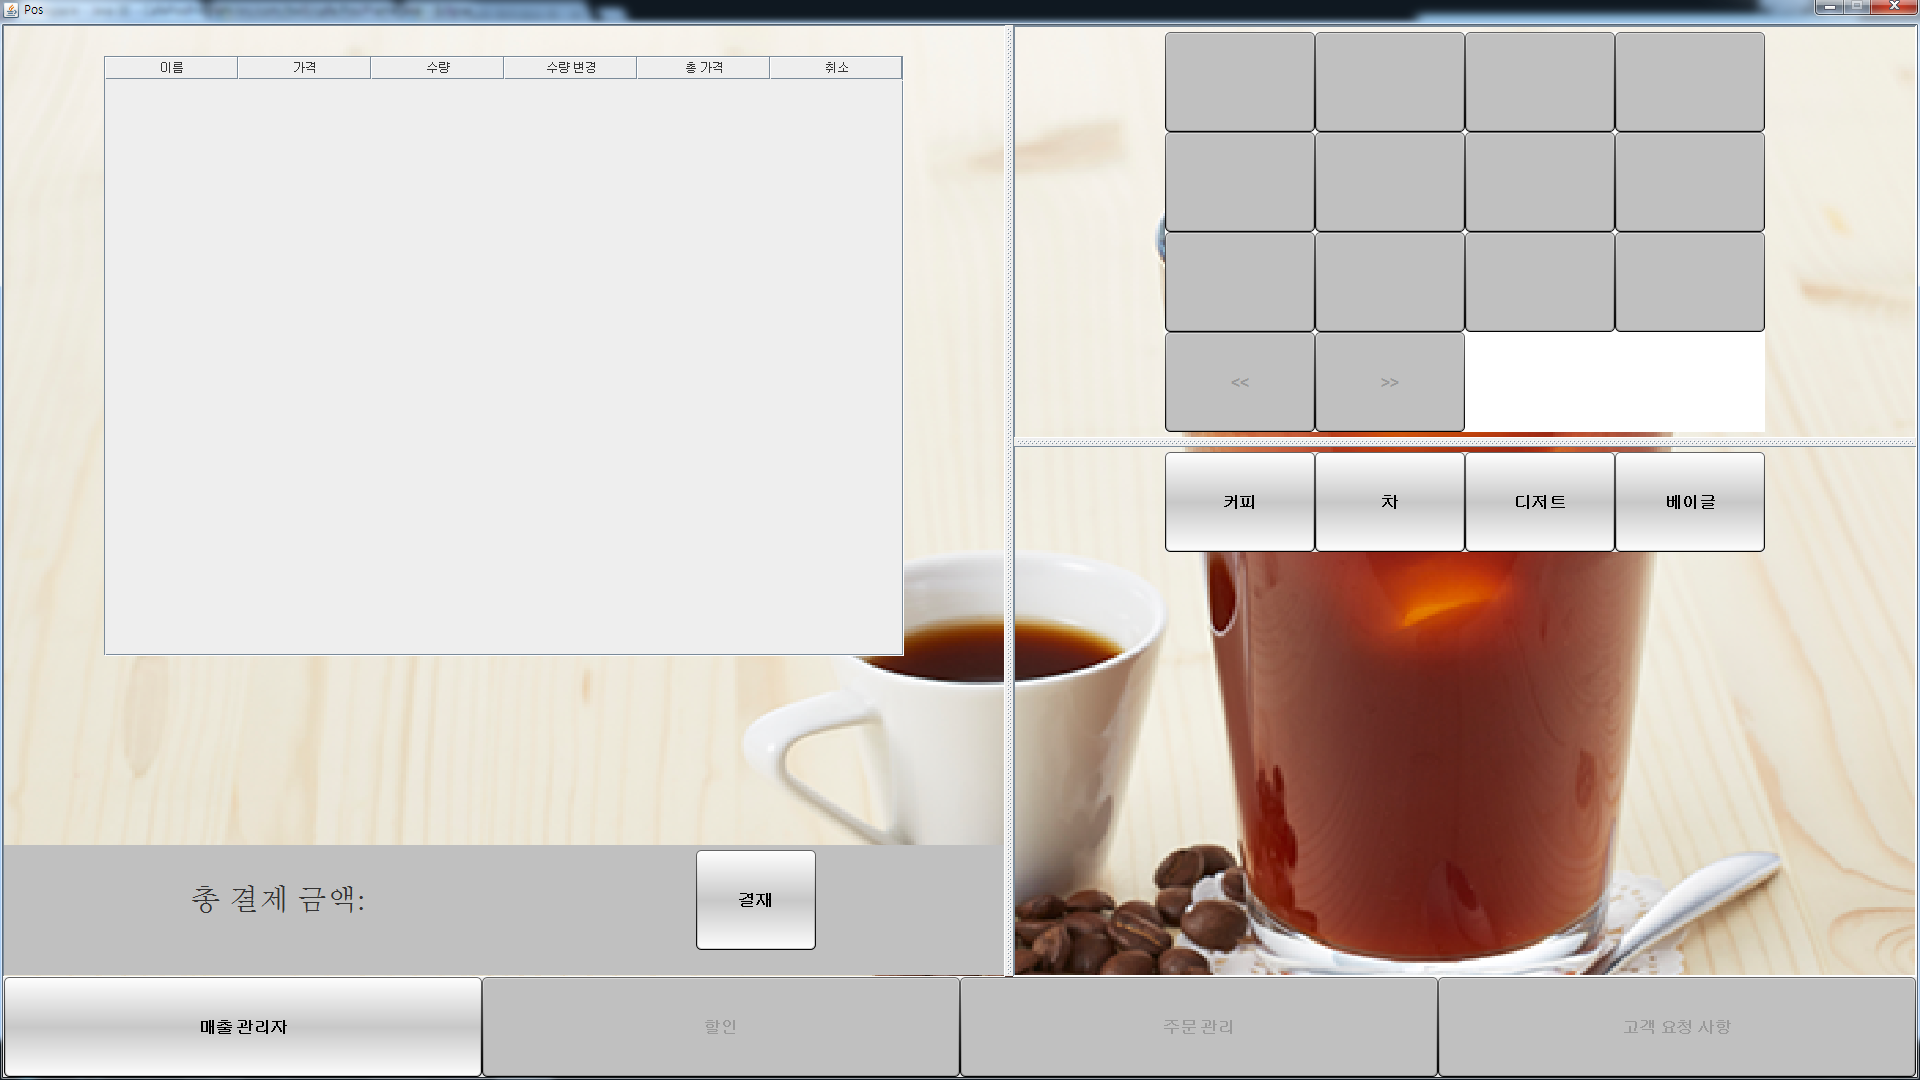 Pos
이름 가격 수량 수량 변경 총 가격 취소
<< >>
커피 차 디저트 베이글
총 결제 금액: 결재
매출 관리자 할인 주문 관리 고객 요청 사항